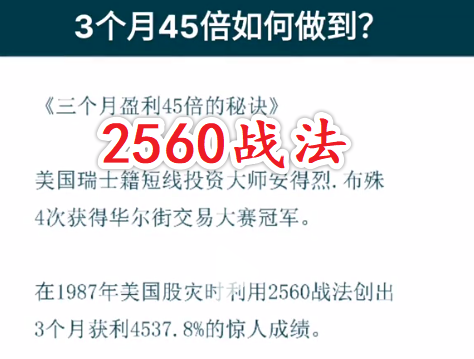 3个月45倍如何做到？
《三个月盈利45倍的秘诀》
2560战法
美国瑞士籍短线投资大师安得烈.布殊
4次获得华尔街交易大赛冠军。
在1987年美国股灾时利用2560战法创出
3个月获利4537.8%的惊人成绩。